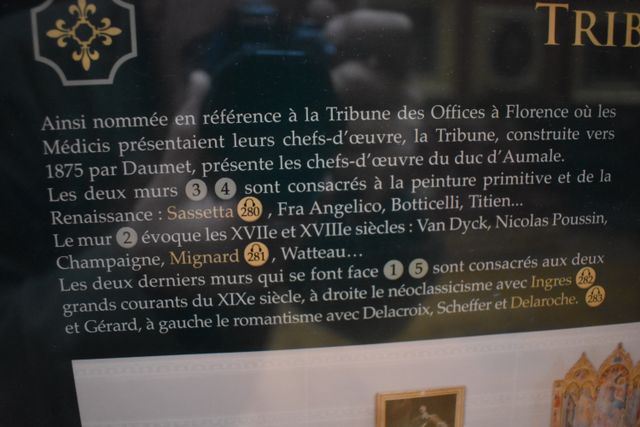 TRIB
Ainsi nommée en référence à la Tribune des Offices à Florence où les
Médicis présentaient leurs chefs-d'œuvre, la Tribune, construite vers
1875 par Daumet, présente les chefs-d'œuvre du duc d'Aumale.
Les deux murs 3 4 sont consacrés à la peinture primitive et de la
Renaissance : Sassetta 280 , Fra Angelico, Botticelli, Titien...
Le mur 2 évoque les XVIIe et XVIIIe siècles : Van Dyck, Nicolas Poussin,
Champaigne, Mignard 281 , Watteau...
Les deux derniers murs qui se font face 1 5 sont consacrés aux deux
grands courants du XIXe siècle, à droite le néoclassicisme avec Ingres 282
et Gérard, à gauche le romantisme avec Delacroix, Scheffer et Delaroche. 283